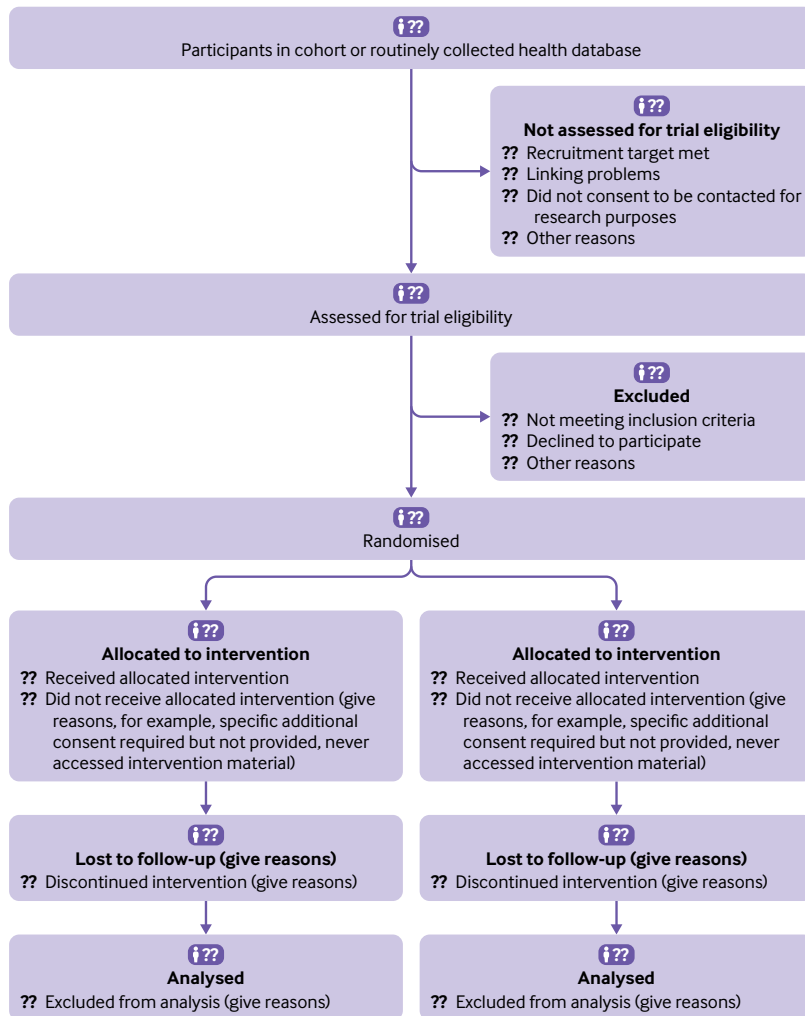 ??
Participants in cohort or routinely collected health database
??
Not assessed for trial eligibility
?? Recruitment target met
?? Linking problems
?? Did not consent to be contacted for
research purposes
?? Other reasons
??
Assessed for trial eligibility
??
Excluded
?? Not meeting inclusion criteria
?? Declined to participate
?? Other reasons
??
Randomised
??
Allocated to intervention
?? Received allocated intervention
?? Did not receive allocated intervention (give
reasons, for example, specific additional
consent required but not provided, never
accessed intervention material)
??
Allocated to intervention
?? Received allocated intervention
?? Did not receive allocated intervention (give
reasons, for example, specific additional
consent required but not provided, never
accessed intervention material)
??
Lost to follow-up (give reasons)
?? Discontinued intervention (give reasons)
??
Lost to follow-up (give reasons)
?? Discontinued intervention (give reasons)
??
Analysed
?? Excluded from analysis (give reasons)
??
Analysed
?? Excluded from analysis (give reasons)